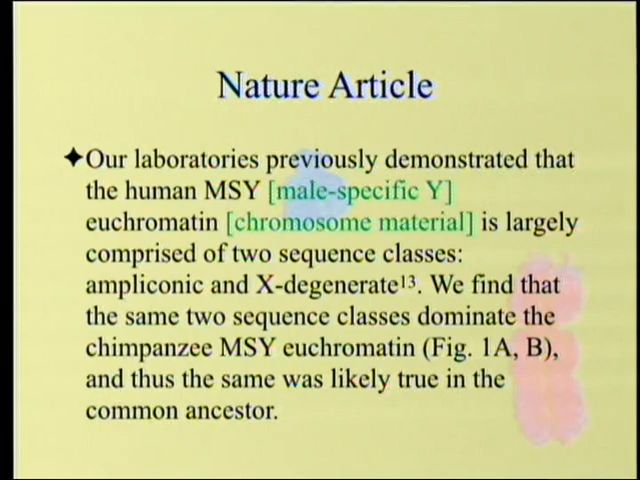 Nature Article
✦Our laboratories previously demonstrated that
the human MSY [male-specific Y]
euchromatin [chromosome material] is largely
comprised of two sequence classes:
ampliconic and X-degenerate¹³. We find that
the same two sequence classes dominate the
chimpanzee MSY euchromatin (Fig. 1A, B),
and thus the same was likely true in the
common ancestor.